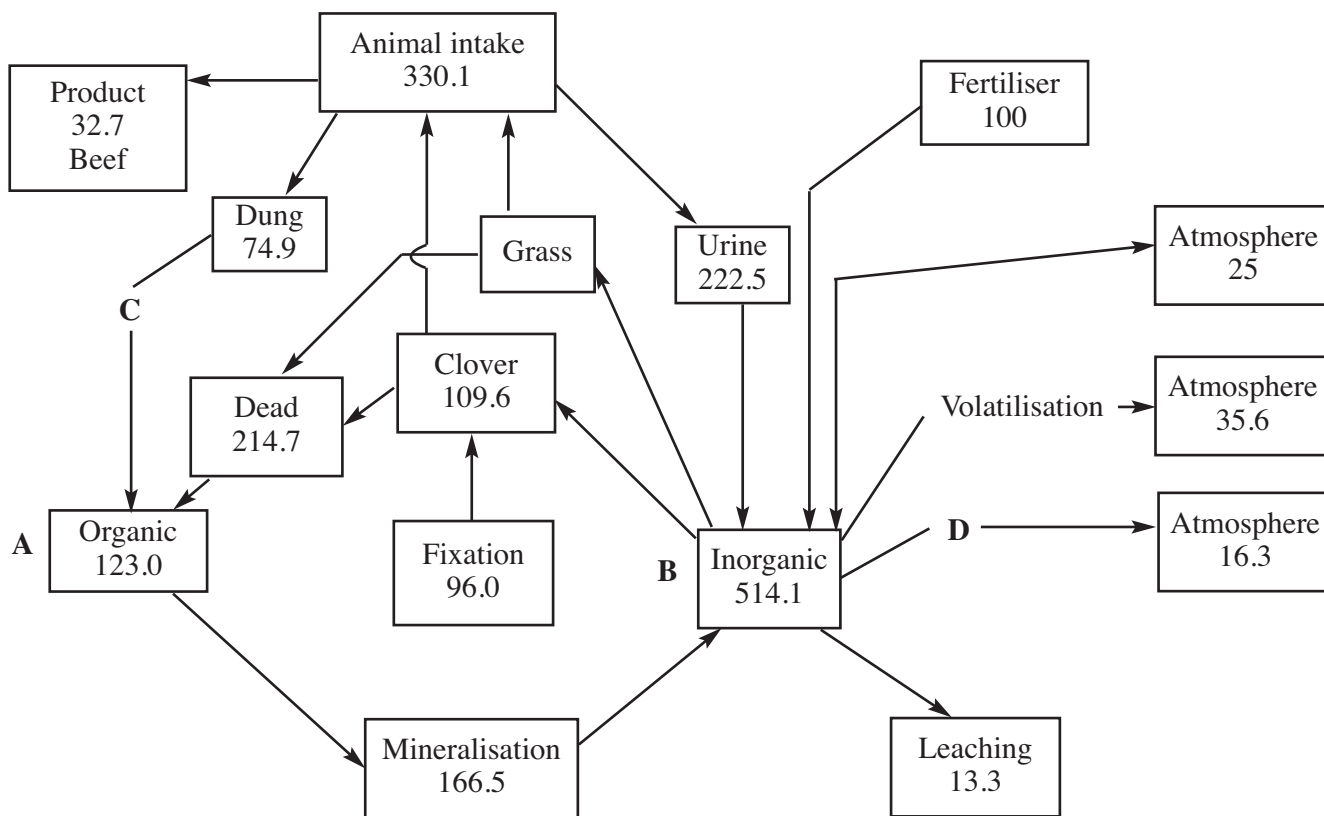 Animal intake
330.1
Product
32.7
Beef
Fertiliser
100
Dung
74.9
Grass
Urine
222.5
Atmosphere
25
C
Clover
109.6
Dead
214.7
Volatilisation
Atmosphere
35.6
A
Organic
123.0
Fixation
96.0
B
Inorganic
514.1
D
Atmosphere
16.3
Mineralisation
166.5
Leaching
13.3